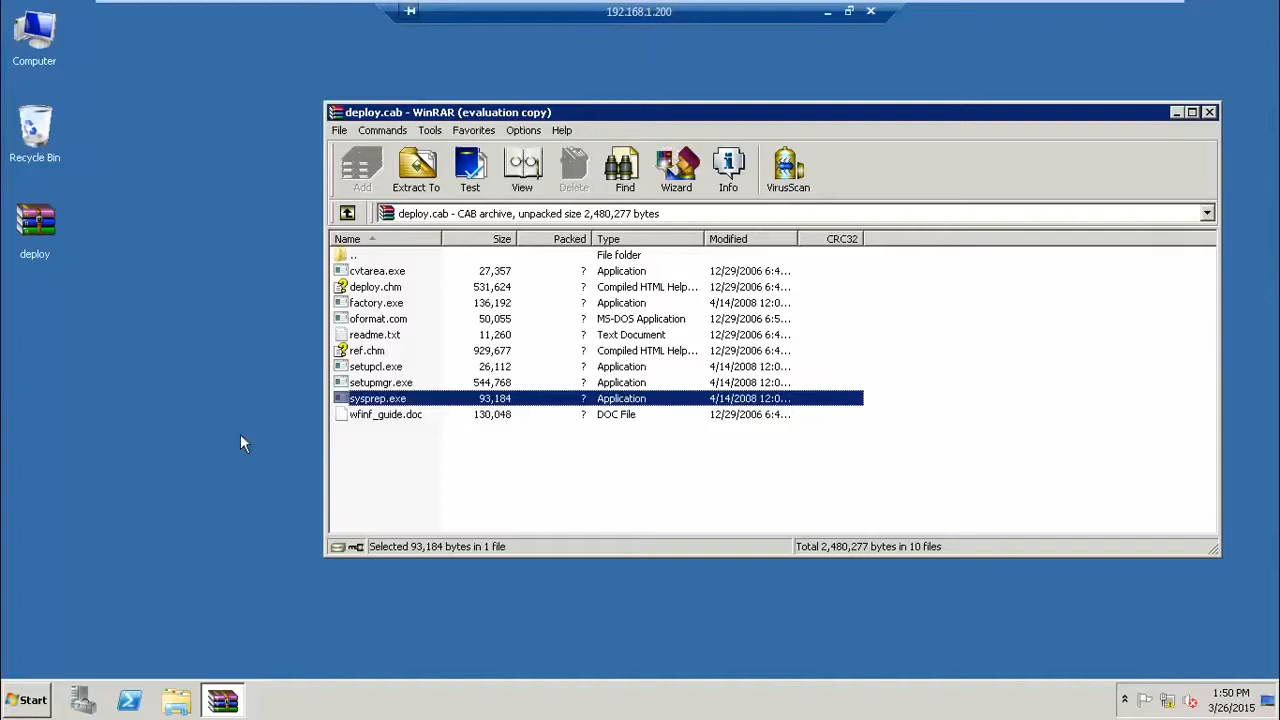 192.168.1.200
Computer
Recycle Bin
deploy
deploy.cab - WinRAR (evaluation copy)
File Commands Tools Favorites Options Help
Add Extract To Test View Delete Find Wizard Info VirusScan
deploy.cab - CAB archive, unpacked size 2,480,277 bytes
Name Size Packed Type Modified CRC32
.. File folder
cvtarea.exe 27,357 ? Application 12/29/2006 6:4...
deploy.chm 531,624 ? Compiled HTML Help... 12/29/2006 6:4...
factory.exe 136,192 ? Application 4/14/2008 12:0...
oformat.com 50,055 ? MS-DOS Application 12/29/2006 6:5...
readme.txt 11,260 ? Text Document 12/29/2006 6:4...
ref.chm 929,677 ? Compiled HTML Help... 12/29/2006 6:4...
setupcl.exe 26,112 ? Application 4/14/2008 12:0...
setupmgr.exe 544,768 ? Application 4/14/2008 12:0...
sysprep.exe 93,184 ? Application 4/14/2008 12:0...
wfinf_guide.doc 130,048 ? DOC File 12/29/2006 6:4...
Selected 93,184 bytes in 1 file
Total 2,480,277 bytes in 10 files
Start
1:50 PM
3/26/2015